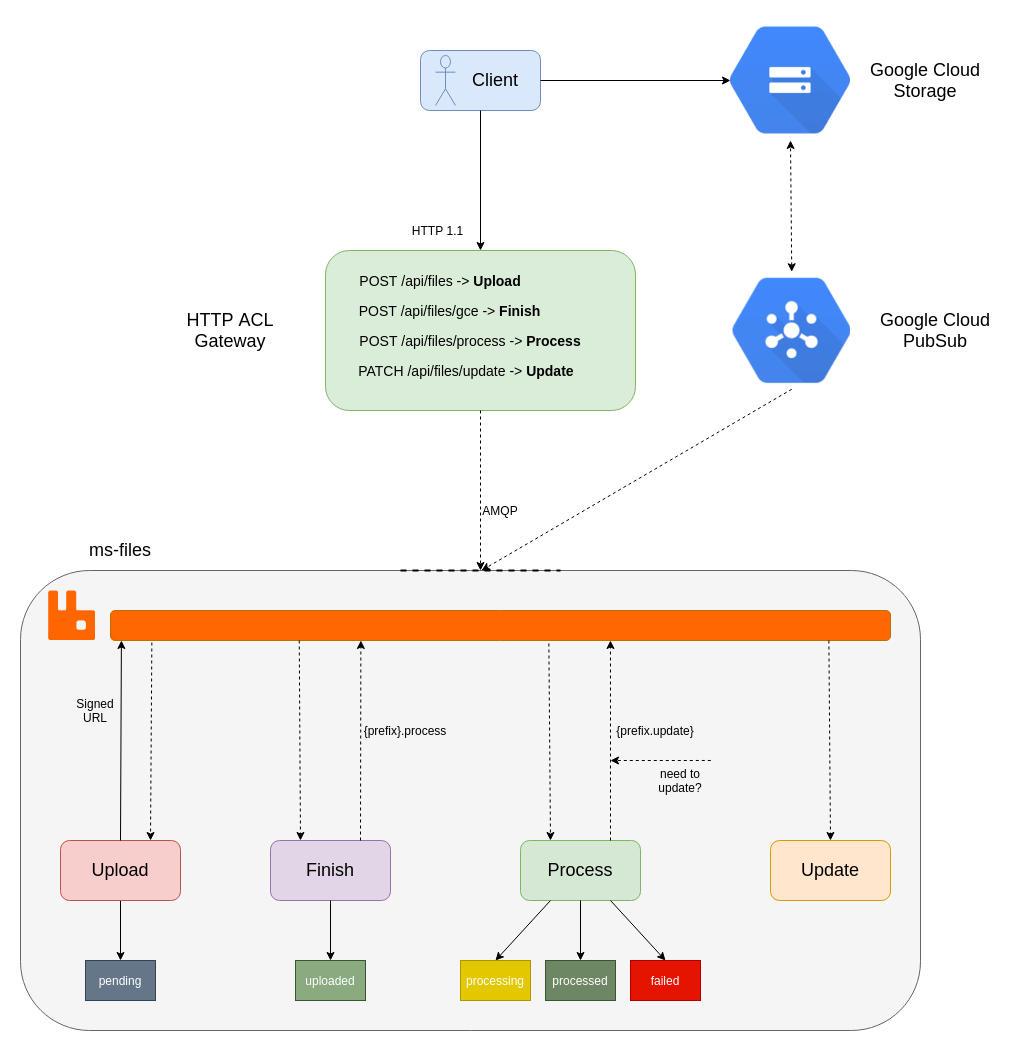 Client
Google Cloud
Storage
HTTP 1.1
POST /api/files -> Upload
POST /api/files/gce -> Finish
POST /api/files/process -> Process
PATCH /api/files/update -> Update
HTTP ACL
Gateway
Google Cloud
PubSub
AMQP
ms-files
Signed
URL
{prefix}.process
{prefix.update}
need to
update?
Upload
Finish
Process
Update
pending
uploaded
processing
processed
failed